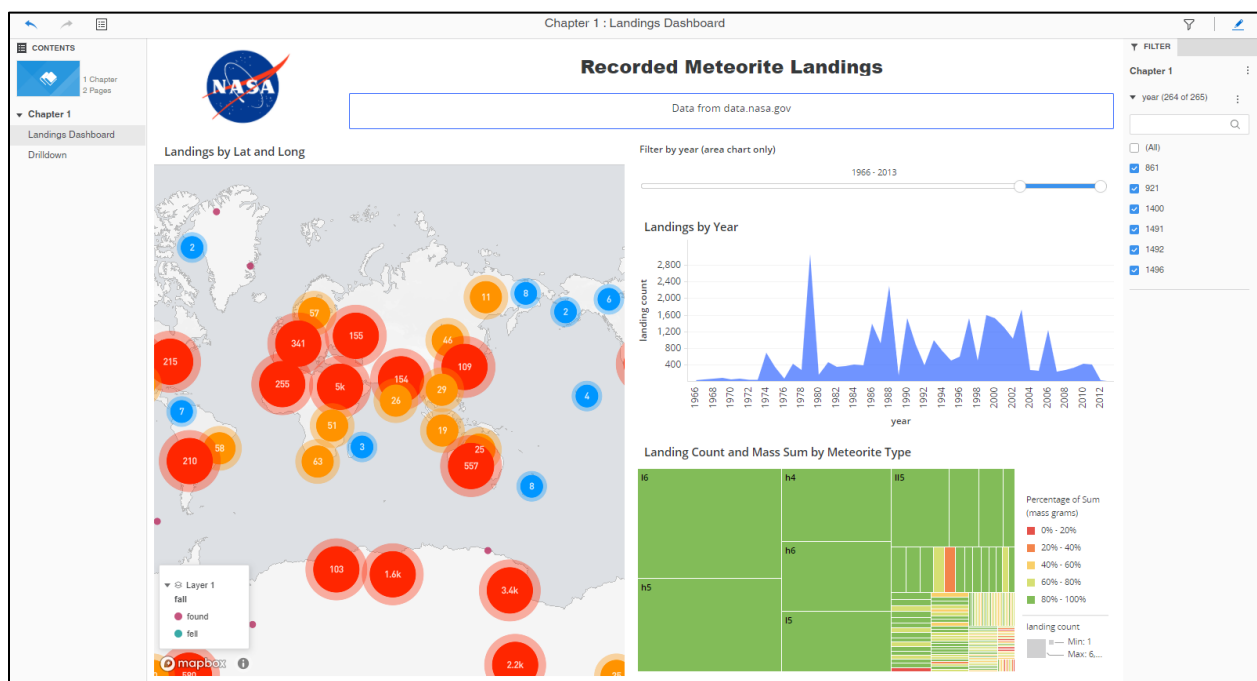 Chapter 1 : Landings Dashboard
CONTENTS
1 Chapter
2 Pages
Chapter 1
Landings Dashboard
Drilldown
NASA
Recorded Meteorite Landings
Data from data.nasa.gov
Landings by Lat and Long
2
57
11
8
2
6
341
155
46
215
255
5k
154
109
26
29
4
7
51
19
58
3
25
210
63
557
8
103
1.6k
3.4k
2.2k
Layer 1
fall
found
fell
mapbox
Filter by year (area chart only)
1966 - 2013
Landings by Year
landing count
2,800
2,400
2,000
1,600
1,200
800
400
1966
1968
1970
1972
1974
1976
1978
1980
1982
1984
1986
1988
1990
1992
1994
1996
1998
2000
2002
2004
2006
2008
2010
2012
year
Landing Count and Mass Sum by Meteorite Type
l6
h4
ll5
h6
h5
l5
Percentage of Sum
(mass grams)
0% - 20%
20% - 40%
40% - 60%
60% - 80%
80% - 100%
landing count
Min: 1
Max: 6,...
FILTER
Chapter 1
year (264 of 265)
(All)
861
921
1400
1491
1492
1496